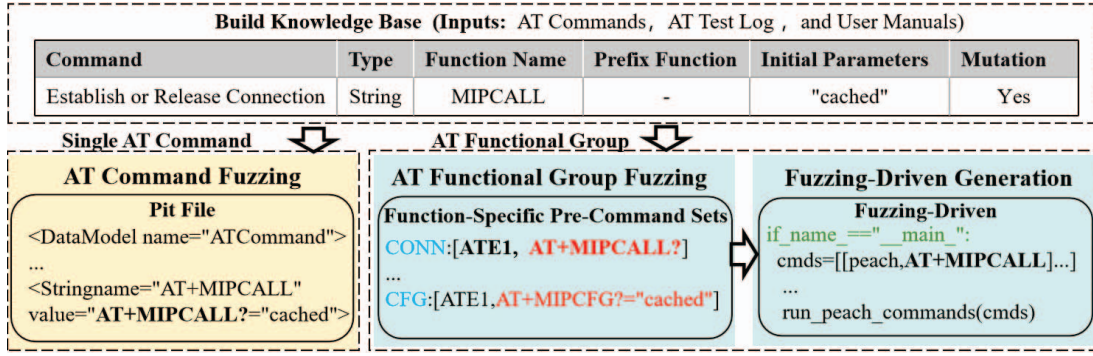 Build Knowledge Base (Inputs: AT Commands, AT Test Log, and User Manuals)
Command Type Function Name Prefix Function Initial Parameters Mutation
Establish or Release Connection String MIPCALL - "cached" Yes
Single AT Command
AT Functional Group
AT Command Fuzzing
Pit File
<DataModel name="ATCommand">
...
<Stringname="AT+MIPCALL"
value="AT+MIPCALL?="cached">
AT Functional Group Fuzzing
Function-Specific Pre-Command Sets
CONN:[ATE1, AT+MIPCALL?]
...
CFG:[ATE1,AT+MIPCFG?="cached"]
Fuzzing-Driven Generation
Fuzzing-Driven
if_name_=="__main_":
cmds=[[peach,AT+MIPCALL]...]
...
run_peach_commands(cmds)